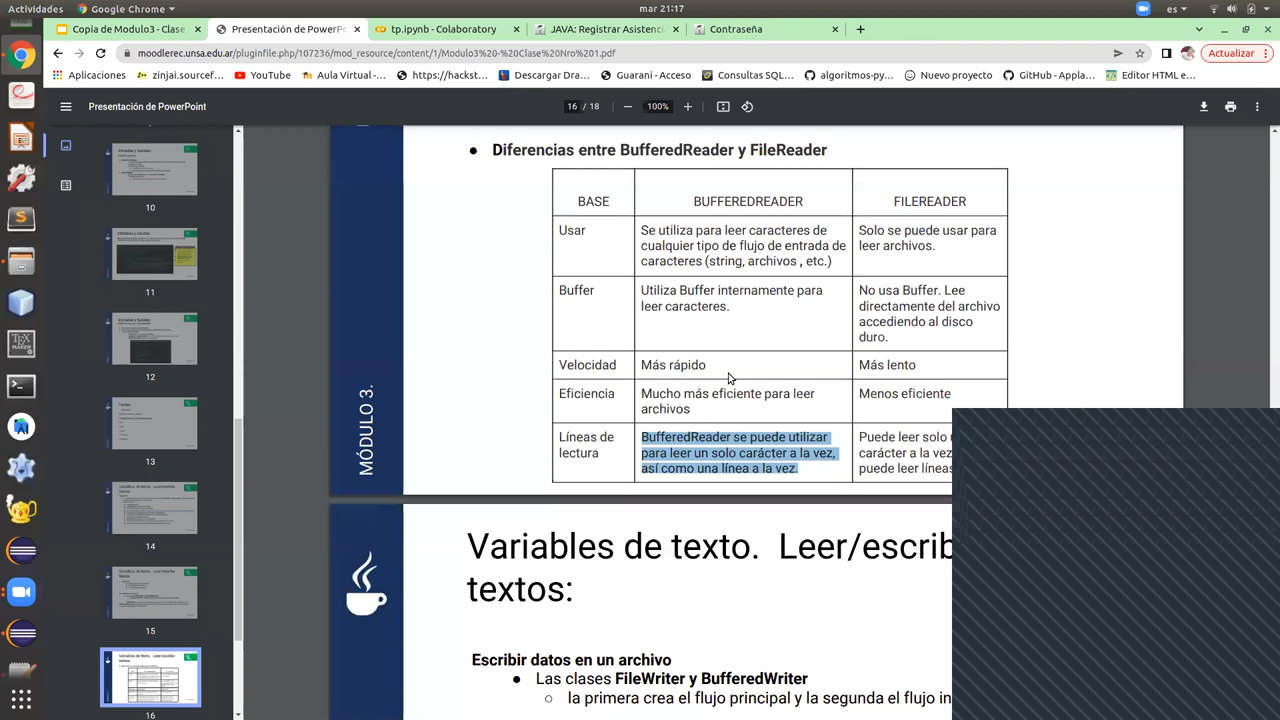 Actividades
Google Chrome
mar 21:17
es
Copia de Modulo3 - Clase
Presentación de PowerP
tp.ipynb - Colaboratory
JAVA: Registrar Asistenci
Contraseña
moodlerec.unsa.edu.ar/pluginfile.php/107236/mod_resource/content/1/Modulo3%20-%20Clase%20Nro%201.pdf
Actualizar
Aplicaciones
zinjai.sourcef...
YouTube
Aula Virtual -...
https://hackst...
Descargar Dra...
Guarani - Acceso
Consultas SQL...
algoritmos-py...
Nuevo proyecto
GitHub - Appla...
Editor HTML e...
Presentación de PowerPoint
16 / 18
100%
10
11
12
13
14
15
16
MÓDULO 3.
● Diferencias entre BufferedReader y FileReader
BASE
BUFFEREDREADER
FILEREADER
Usar
Se utiliza para leer caracteres de
cualquier tipo de flujo de entrada de
caracteres (string, archivos , etc.)
Solo se puede usar para
leer archivos.
Buffer
Utiliza Buffer internamente para
leer caracteres.
No usa Buffer. Lee
directamente del archivo
accediendo al disco
duro.
Velocidad
Más rápido
Más lento
Eficiencia
Mucho más eficiente para leer
archivos
Menos eficiente
Líneas de
lectura
BufferedReader se puede utilizar
para leer un solo carácter a la vez,
así como una línea a la vez.
Puede leer solo
carácter a la vez
puede leer líneas
Variables de texto. Leer/escrib
textos:
Escribir datos en un archivo
● Las clases FileWriter y BufferedWriter
○ la primera crea el flujo principal y la segunda el flujo in